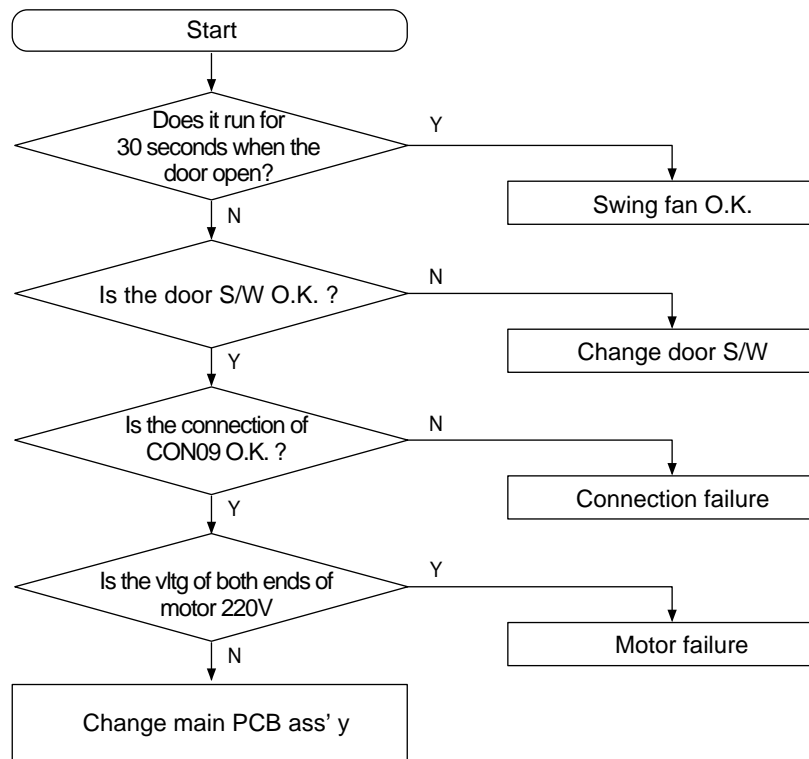 Start
Does it run for
30 seconds when the
door open?
Y
Swing fan O.K.
N
Is the door S/W O.K. ?
N
Change door S/W
Y
Is the connection of
CON09 O.K. ?
N
Connection failure
Y
Is the vltg of both ends of
motor 220V
Y
Motor failure
N
Change main PCB ass' y